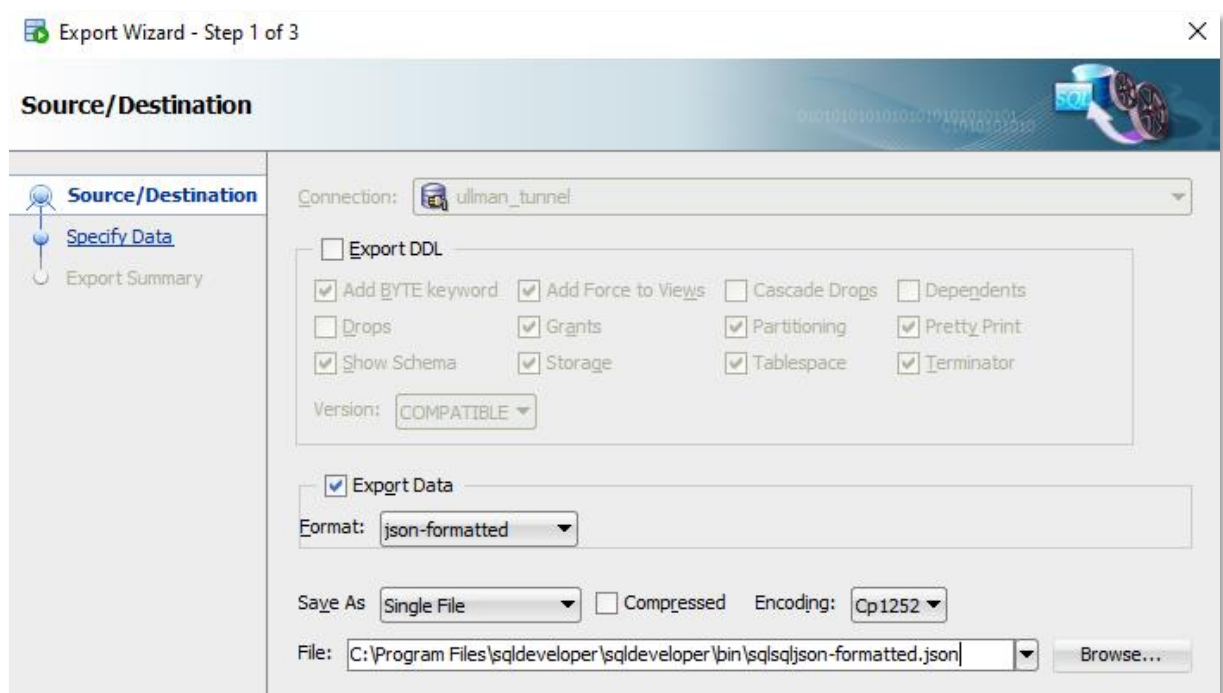 Export Wizard - Step 1 of 3
Source/Destination
SQL
Source/Destination
Specify Data
Export Summary
Connection: ullman_tunnel
Export DDL
Add BYTE keyword Add Force to Views Cascade Drops Dependents
Drops Grants Partitioning Pretty Print
Show Schema Storage Tablespace Terminator
Version: COMPATIBLE
Export Data
Format: json-formatted
Save As Single File Compressed Encoding: Cp1252
File: C:\Program Files\sqldeveloper\sqldeveloper\bin\sqlsqljson-formatted.json Browse...